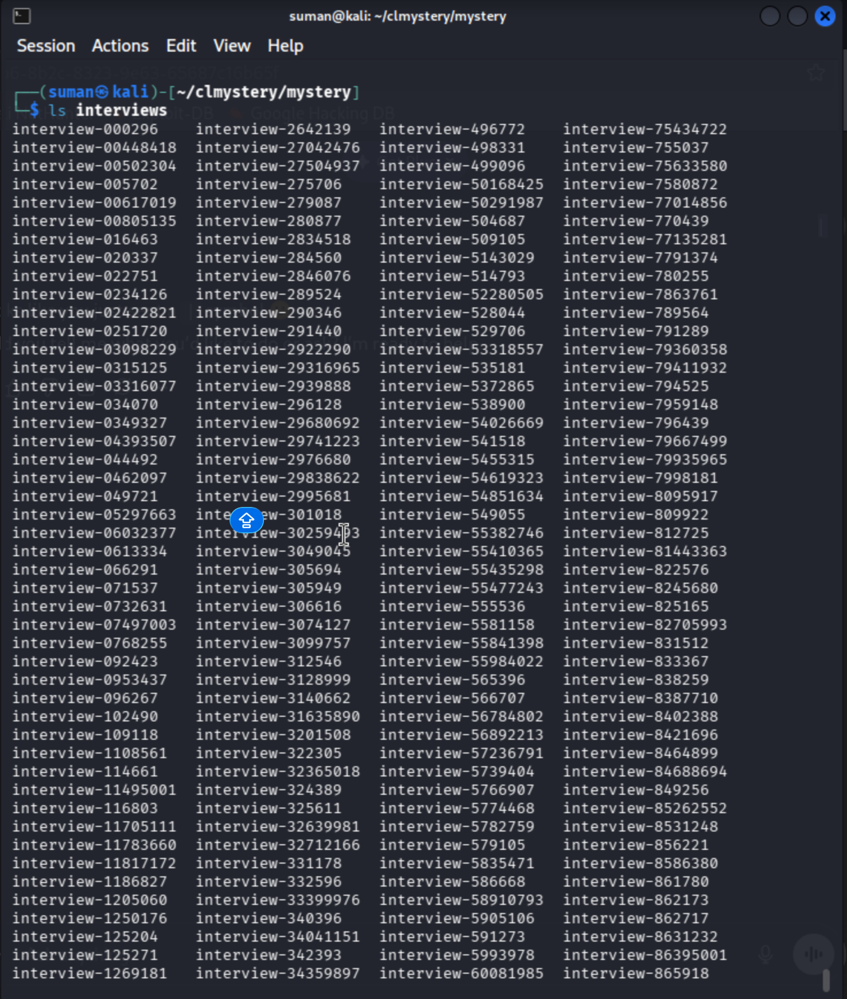 suman@kali: ~/clmystery/mystery
Session Actions Edit View Help
(suman㉿kali)-[~/clmystery/mystery]
$ ls interviews
interview-000296 interview-2642139 interview-496772 interview-75434722
interview-00448418 interview-27042476 interview-498331 interview-755037
interview-00502304 interview-27504937 interview-499096 interview-75633580
interview-005702 interview-275706 interview-50168425 interview-7580872
interview-00617019 interview-279087 interview-50291987 interview-77014856
interview-00805135 interview-280877 interview-504687 interview-770439
interview-016463 interview-2834518 interview-509105 interview-77135281
interview-020337 interview-284560 interview-5143029 interview-7791374
interview-022751 interview-2846076 interview-514793 interview-780255
interview-0234126 interview-289524 interview-52280505 interview-7863761
interview-02422821 interview-290346 interview-528044 interview-789564
interview-0251720 interview-291440 interview-529706 interview-791289
interview-03098229 interview-2922290 interview-53318557 interview-79360358
interview-0315125 interview-29316965 interview-535181 interview-79411932
interview-03316077 interview-2939888 interview-5372865 interview-794525
interview-034070 interview-296128 interview-538900 interview-7959148
interview-0349327 interview-29680692 interview-54026669 interview-796439
interview-04393507 interview-29741223 interview-541518 interview-79667499
interview-044492 interview-2976680 interview-5455315 interview-79935965
interview-0462097 interview-29838622 interview-54619323 interview-7998181
interview-049721 interview-2995681 interview-54851634 interview-8095917
interview-05297663 interview-301018 interview-549055 interview-809922
interview-06032377 interview-55382746 interview-812725
interview-0613334 interview-3049045 interview-55410365 interview-81443363
interview-066291 interview-305694 interview-55435298 interview-822576
interview-071537 interview-305949 interview-55477243 interview-8245680
interview-0732631 interview-306616 interview-555536 interview-825165
interview-07497003 interview-3074127 interview-5581158 interview-82705993
interview-0768255 interview-3099757 interview-55841398 interview-831512
interview-092423 interview-312546 interview-55984022 interview-833367
interview-0953437 interview-3128999 interview-565396 interview-838259
interview-096267 interview-3140662 interview-566707 interview-8387710
interview-102490 interview-31635890 interview-56784802 interview-8402388
interview-109118 interview-3201508 interview-56892213 interview-8421696
interview-1108561 interview-322305 interview-57236791 interview-8464899
interview-114661 interview-32365018 interview-5739404 interview-84688694
interview-11495001 interview-324389 interview-5766907 interview-849256
interview-116803 interview-325611 interview-5774468 interview-85262552
interview-11705111 interview-32639981 interview-5782759 interview-8531248
interview-11783660 interview-32712166 interview-579105 interview-856221
interview-11817172 interview-331178 interview-5835471 interview-8586380
interview-1186827 interview-332596 interview-586668 interview-861780
interview-1205060 interview-33399976 interview-58910793 interview-862173
interview-1250176 interview-340396 interview-5905106 interview-862717
interview-125204 interview-34041151 interview-591273 interview-8631232
interview-125271 interview-342393 interview-5993978 interview-86395001
interview-1269181 interview-34359897 interview-60081985 interview-865918